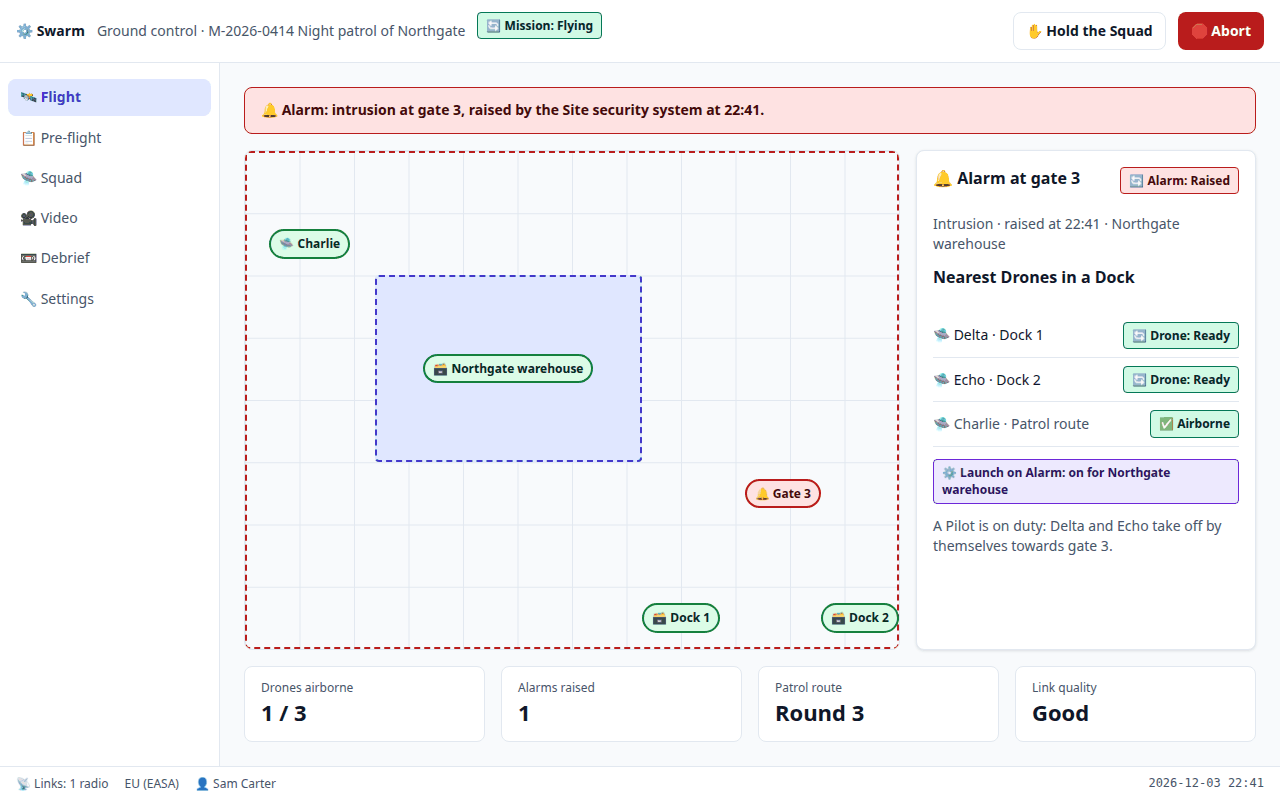 Swarm Ground control · M-2026-0414 Night patrol of Northgate Mission: Flying Hold the Squad Abort
Flight
Pre-flight
Squad
Video
Debrief
Settings
Alarm: intrusion at gate 3, raised by the Site security system at 22:41.
Charlie
Northgate warehouse
Gate 3
Dock 1
Dock 2
Alarm at gate 3 Alarm: Raised
Intrusion · raised at 22:41 · Northgate
warehouse
Nearest Drones in a Dock
Delta · Dock 1 Drone: Ready
Echo · Dock 2 Drone: Ready
Charlie · Patrol route Airborne
Launch on Alarm: on for Northgate
warehouse
A Pilot is on duty: Delta and Echo take off by
themselves towards gate 3.
Drones airborne
1 / 3
Alarms raised
1
Patrol route
Round 3
Link quality
Good
Links: 1 radio EU (EASA) Sam Carter 2026-12-03 22:41